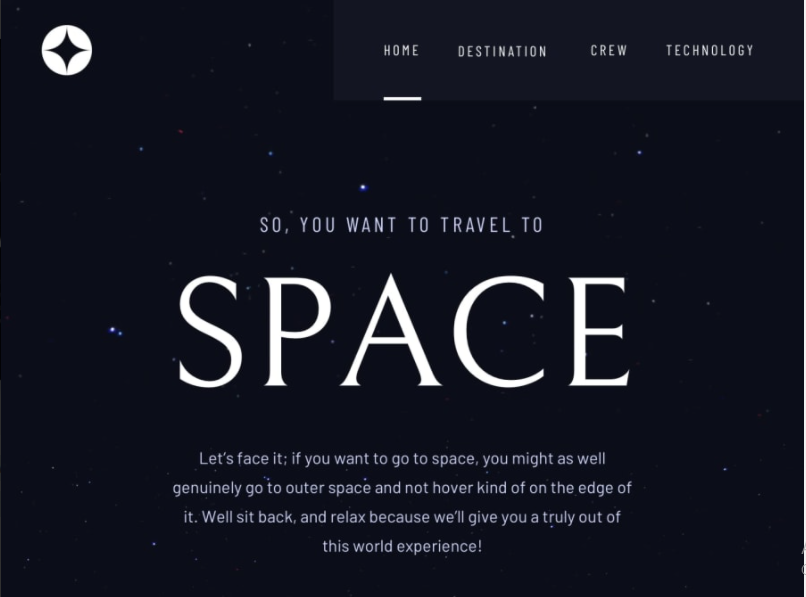 HOME DESTINATION CREW TECHNOLOGY
SO, YOU WANT TO TRAVEL TO
SPACE
Let’s face it; if you want to go to space, you might as well
genuinely go to outer space and not hover kind of on the edge of
it. Well sit back, and relax because we’ll give you a truly out of
this world experience!